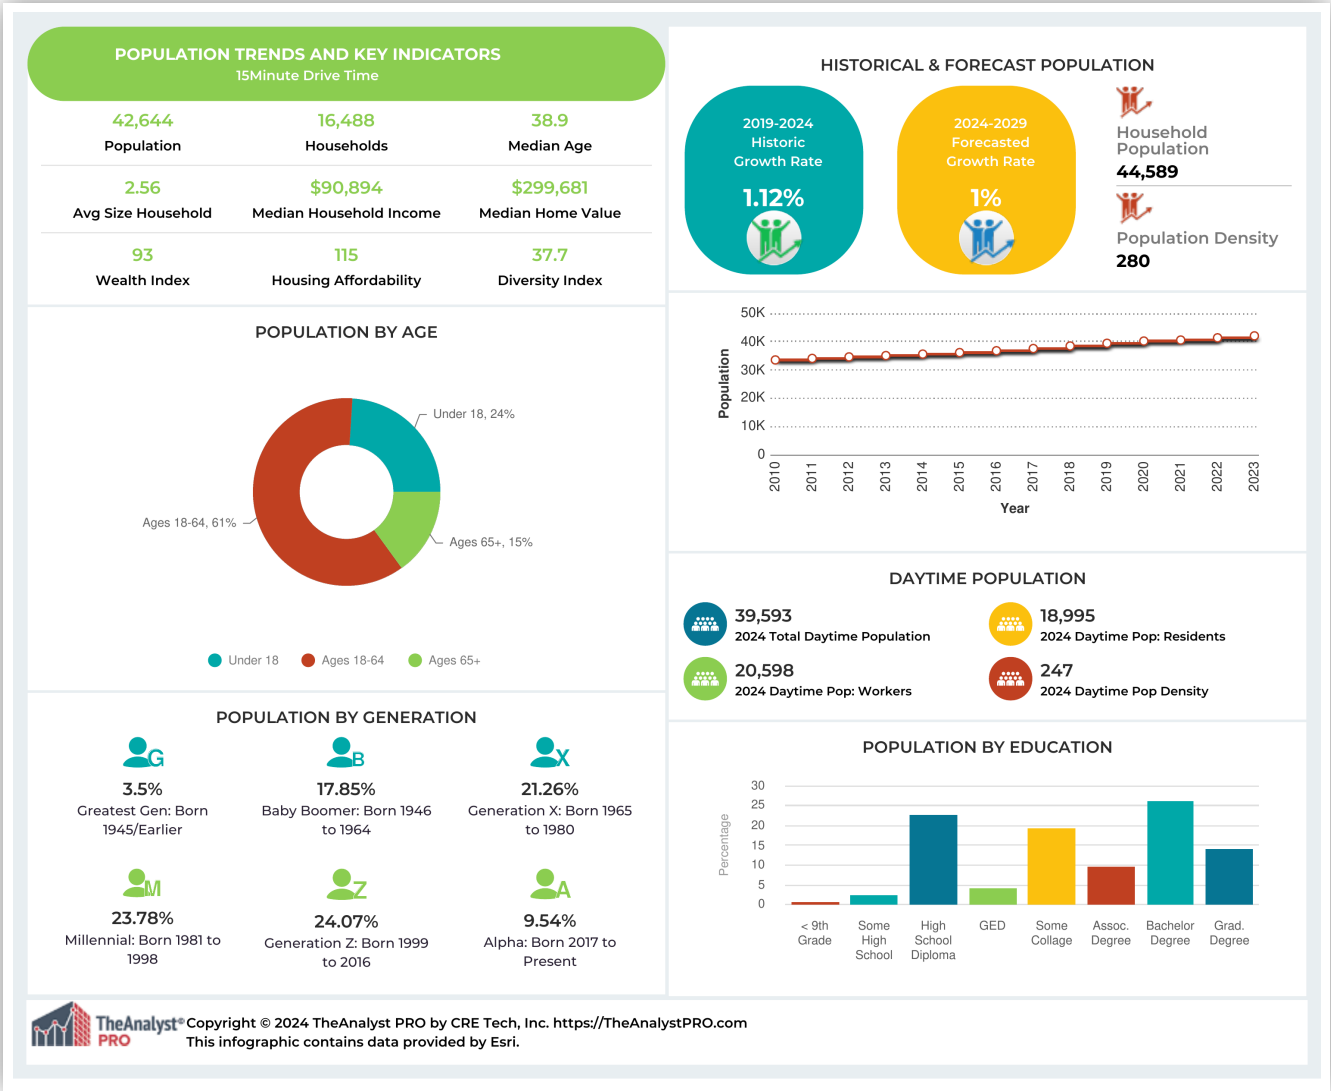 POPULATION TRENDS AND KEY INDICATORS
15Minute Drive Time
42,644
Population
16,488
Households
38.9
Median Age
2.56
Avg Size Household
$90,894
Median Household Income
$299,681
Median Home Value
93
Wealth Index
115
Housing Affordability
37.7
Diversity Index
POPULATION BY AGE
Under 18, 24%
Ages 18-64, 61%
Ages 65+, 15%
Under 18
Ages 18-64
Ages 65+
POPULATION BY GENERATION
G
3.5%
Greatest Gen: Born
1945/Earlier
B
17.85%
Baby Boomer: Born 1946
to 1964
X
21.26%
Generation X: Born 1965
to 1980
M
23.78%
Millennial: Born 1981 to
1998
Z
24.07%
Generation Z: Born 1999
to 2016
A
9.54%
Alpha: Born 2017 to
Present
HISTORICAL & FORECAST POPULATION
2019-2024
Historic
Growth Rate
1.12%
2024-2029
Forecasted
Growth Rate
1%
Household
Population
44,589
Population Density
280
50K
40K
30K
20K
10K
0
Population
2010
2011
2012
2013
2014
2015
2016
2017
2018
2019
2020
2021
2022
2023
Year
DAYTIME POPULATION
39,593
2024 Total Daytime Population
18,995
2024 Daytime Pop: Residents
20,598
2024 Daytime Pop: Workers
247
2024 Daytime Pop Density
POPULATION BY EDUCATION
30
25
20
15
10
5
0
Percentage
< 9th
Grade
Some
High
School
High
School
Diploma
GED
Some
Collage
Assoc.
Degree
Bachelor
Degree
Grad.
Degree
TheAnalyst®
PRO
Copyright © 2024 TheAnalyst PRO by CRE Tech, Inc. https://TheAnalystPRO.com
This infographic contains data provided by Esri.